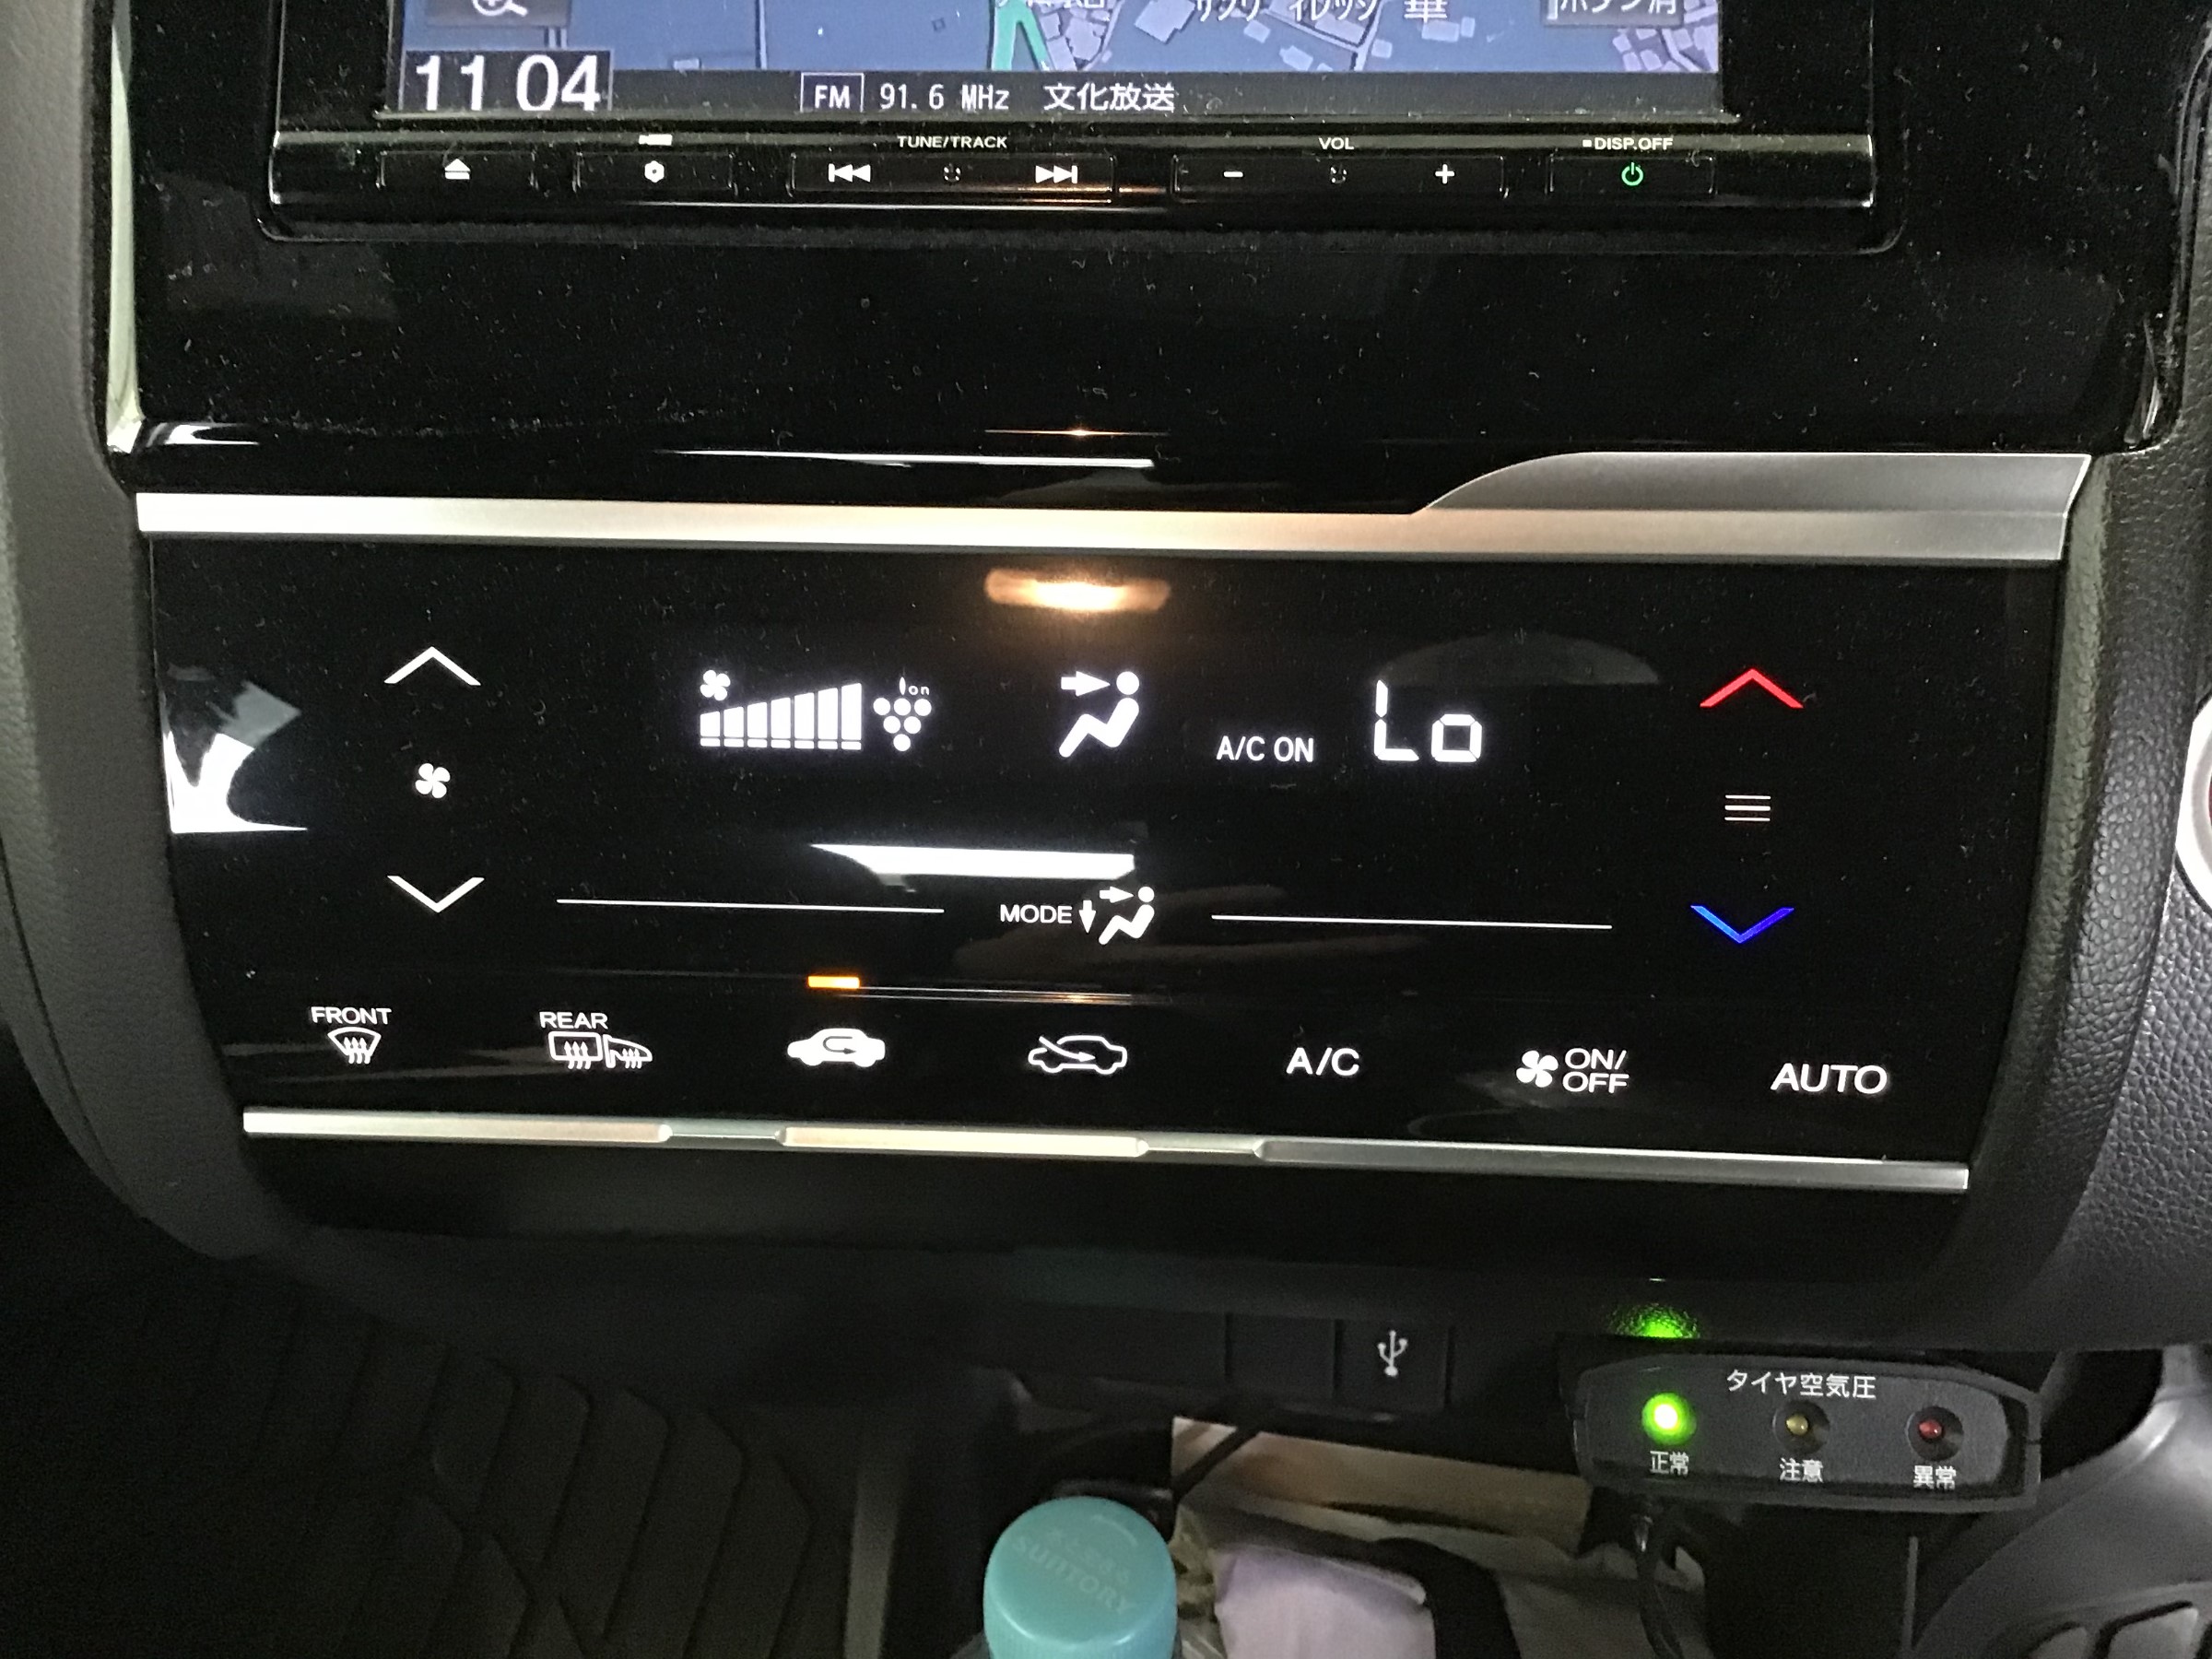 11 04
FM 91.6 MHz 文化放送
TUNE/TRACK
VOL
DISP.OFF
Ion
A/C ON
Lo
MODE
FRONT
REAR
A/C
ON/
OFF
AUTO
タイヤ空気圧
正常
注意
異常
SUNTORY